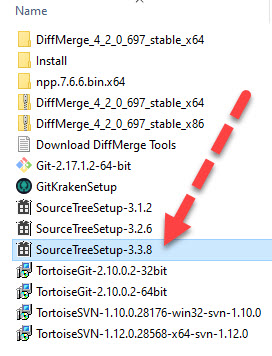 Name
DiffMerge_4_2_0_697_stable_x64
Install
npp.7.6.6.bin.x64
DiffMerge_4_2_0_697_stable_x64
DiffMerge_4_2_0_697_stable_x86
Download DiffMerge Tools
Git-2.17.1.2-64-bit
GitKrakenSetup
SourceTreeSetup-3.1.2
SourceTreeSetup-3.2.6
SourceTreeSetup-3.3.8
TortoiseGit-2.10.0.2-32bit
TortoiseGit-2.10.0.2-64bit
TortoiseSVN-1.10.0.28176-win32-svn-1.10.0
TortoiseSVN-1.12.0.28568-x64-svn-1.12.0